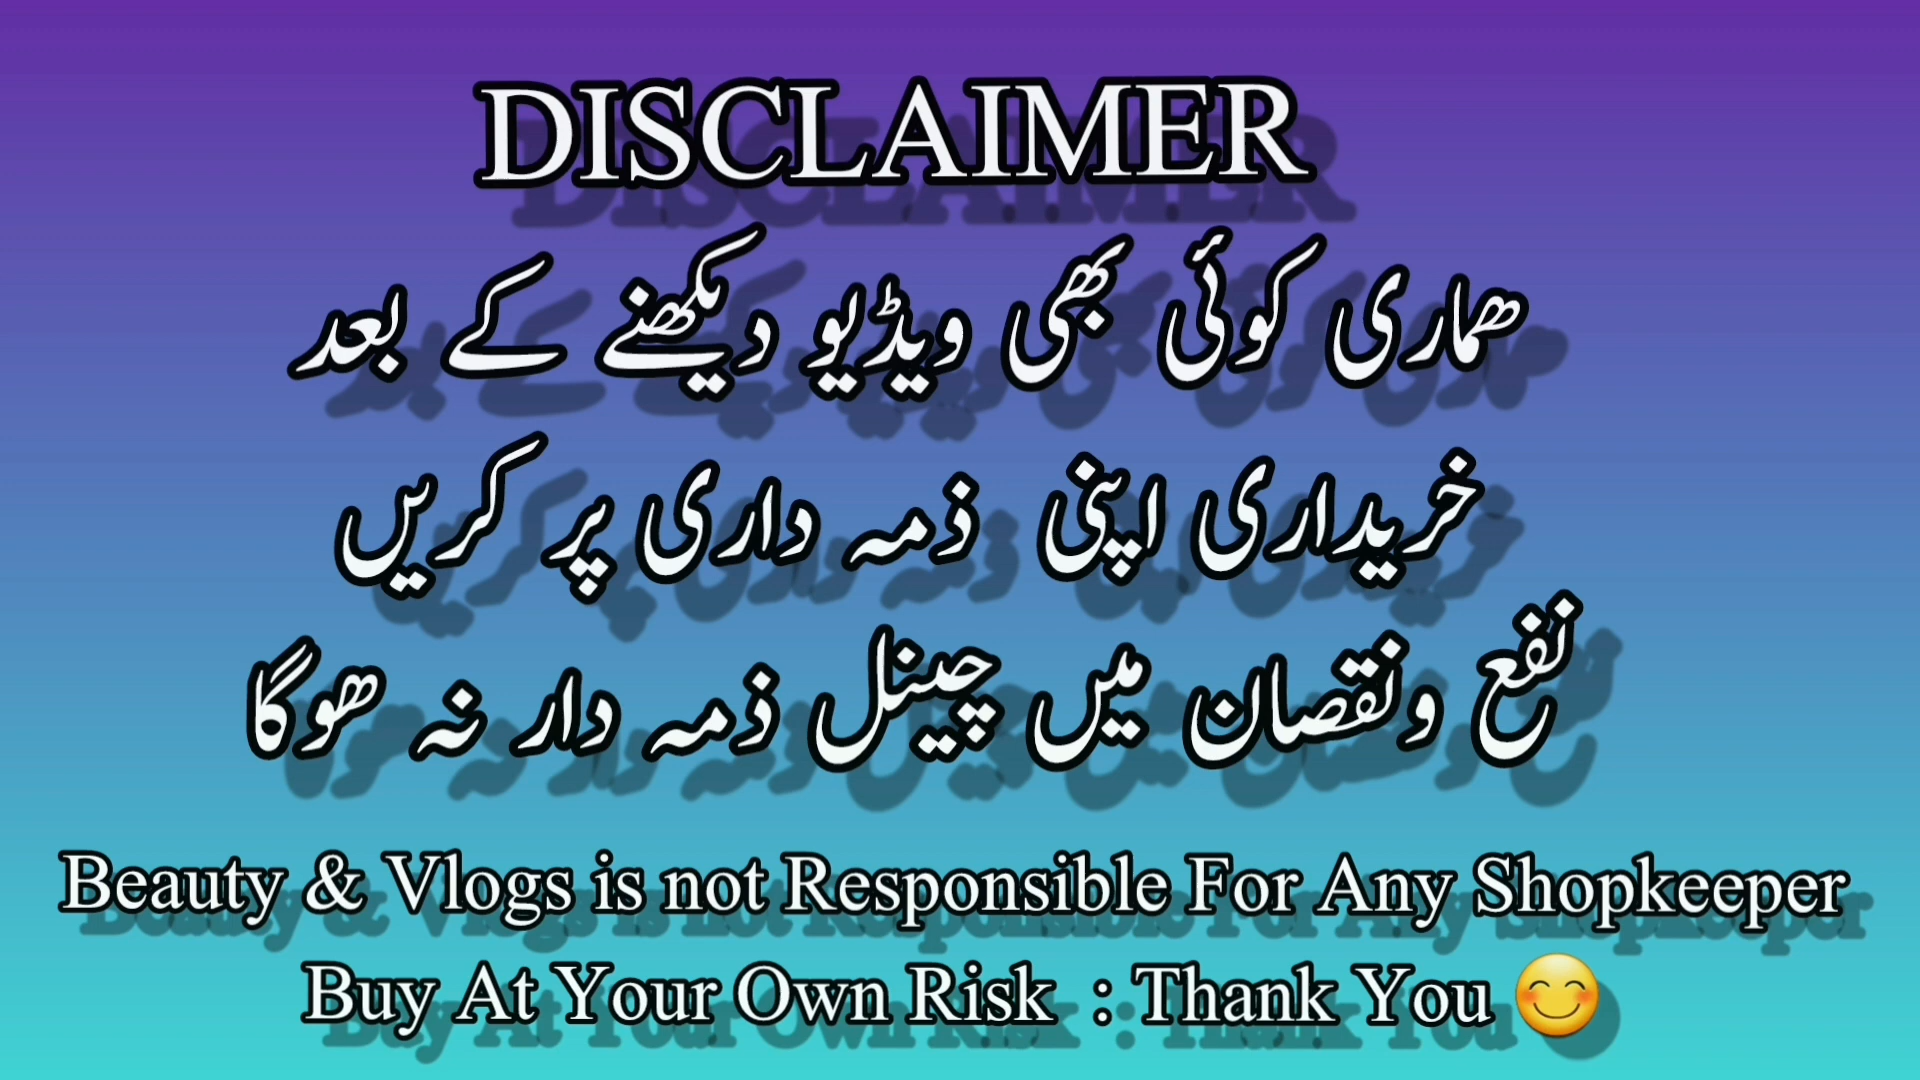 DISCLAIMER
ھماری کوئی بھی ویڈیو دیکھنے کے بعد
خریداری اپنی ذمہ داری پر کریں
نفع ونقصان میں چینل ذمہ دار نہ ھوگا
Beauty & Vlogs is not Responsible For Any Shopkeeper
Buy At Your Own Risk : Thank You 😊